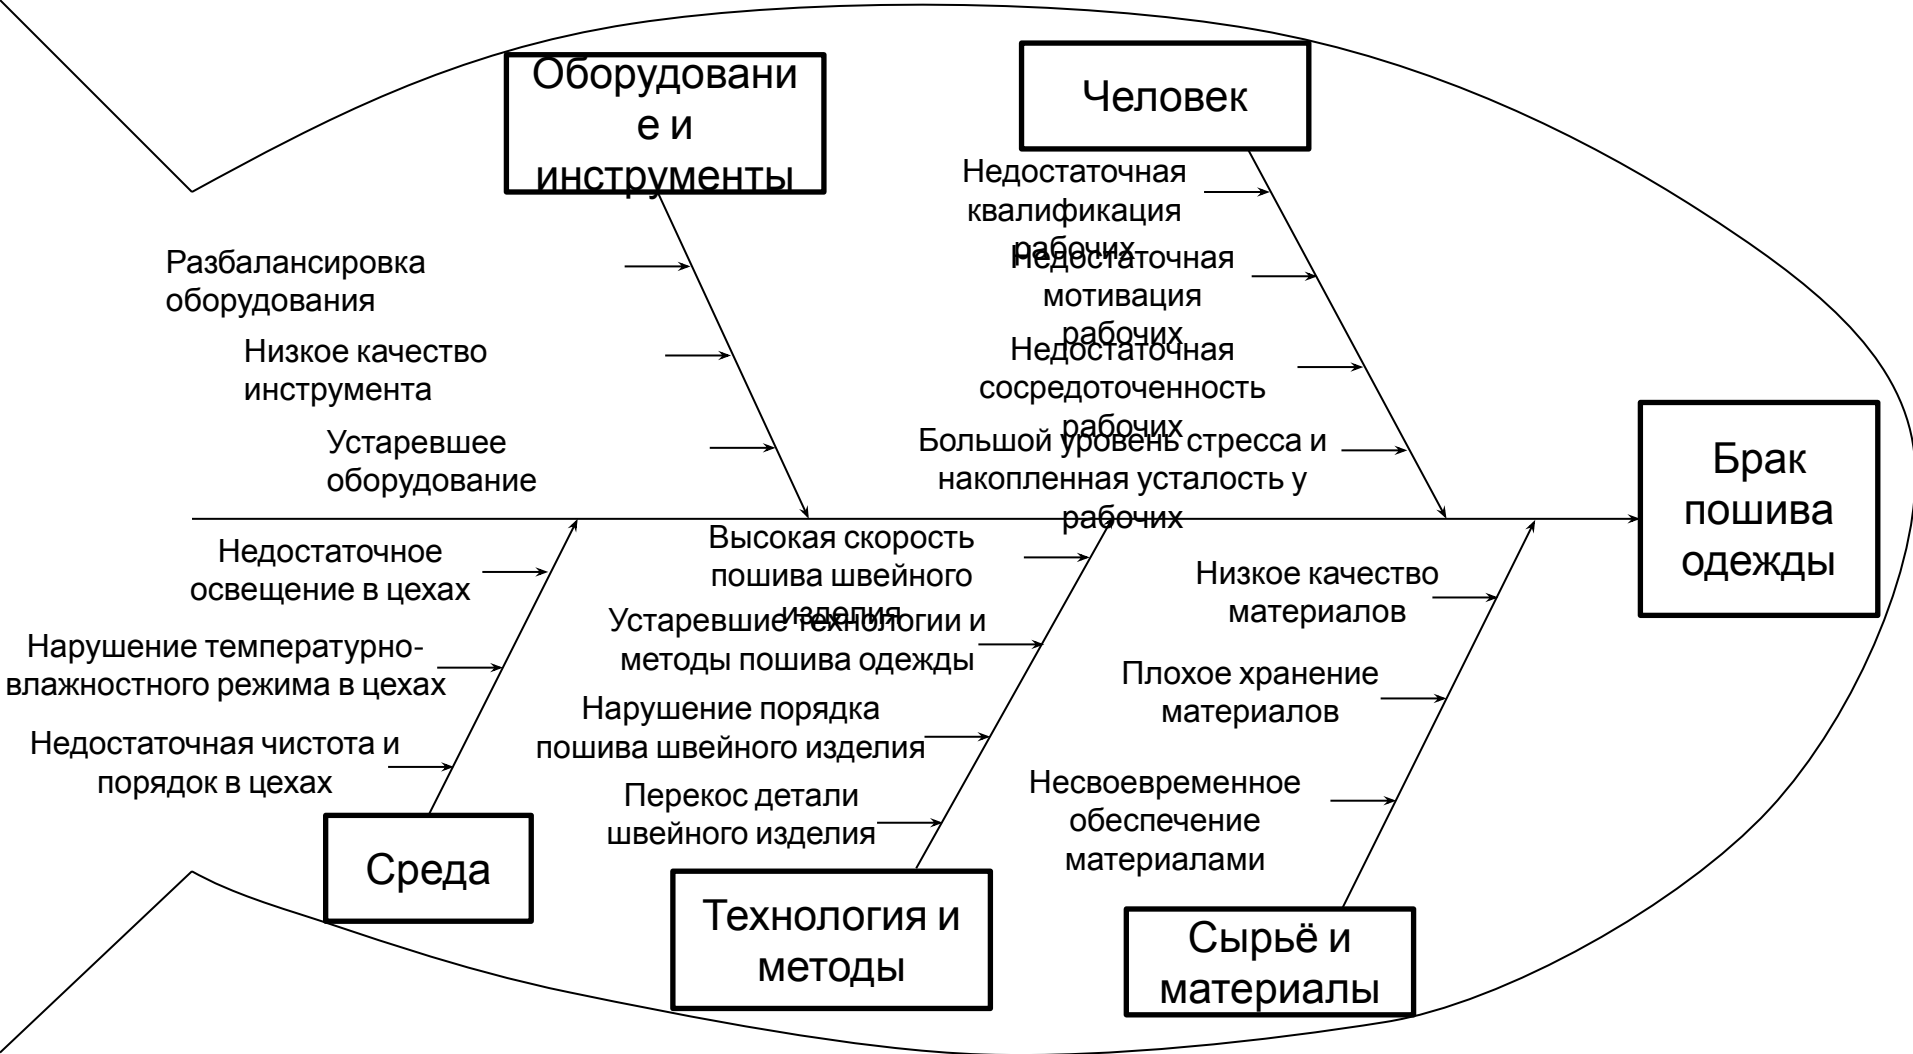 Оборудовани
е и
инструменты
Человек
Недостаточная
квалификация
рабочих
Недостаточная
мотивация
рабочих
Недостаточная
сосредоточенность
рабочих
Большой уровень стресса и
накопленная усталость у
рабочих
Разбалансировка
оборудования
Низкое качество
инструмента
Устаревшее
оборудование
Брак
пошива
одежды
Недостаточное
освещение в цехах
Нарушение температурно-
влажностного режима в цехах
Недостаточная чистота и
порядок в цехах
Среда
Высокая скорость
пошива швейного
изделия
Устаревшие технологии и
методы пошива одежды
Нарушение порядка
пошива швейного изделия
Перекос детали
швейного изделия
Технология и
методы
Низкое качество
материалов
Плохое хранение
материалов
Несвоевременное
обеспечение
материалами
Сырьё и
материалы